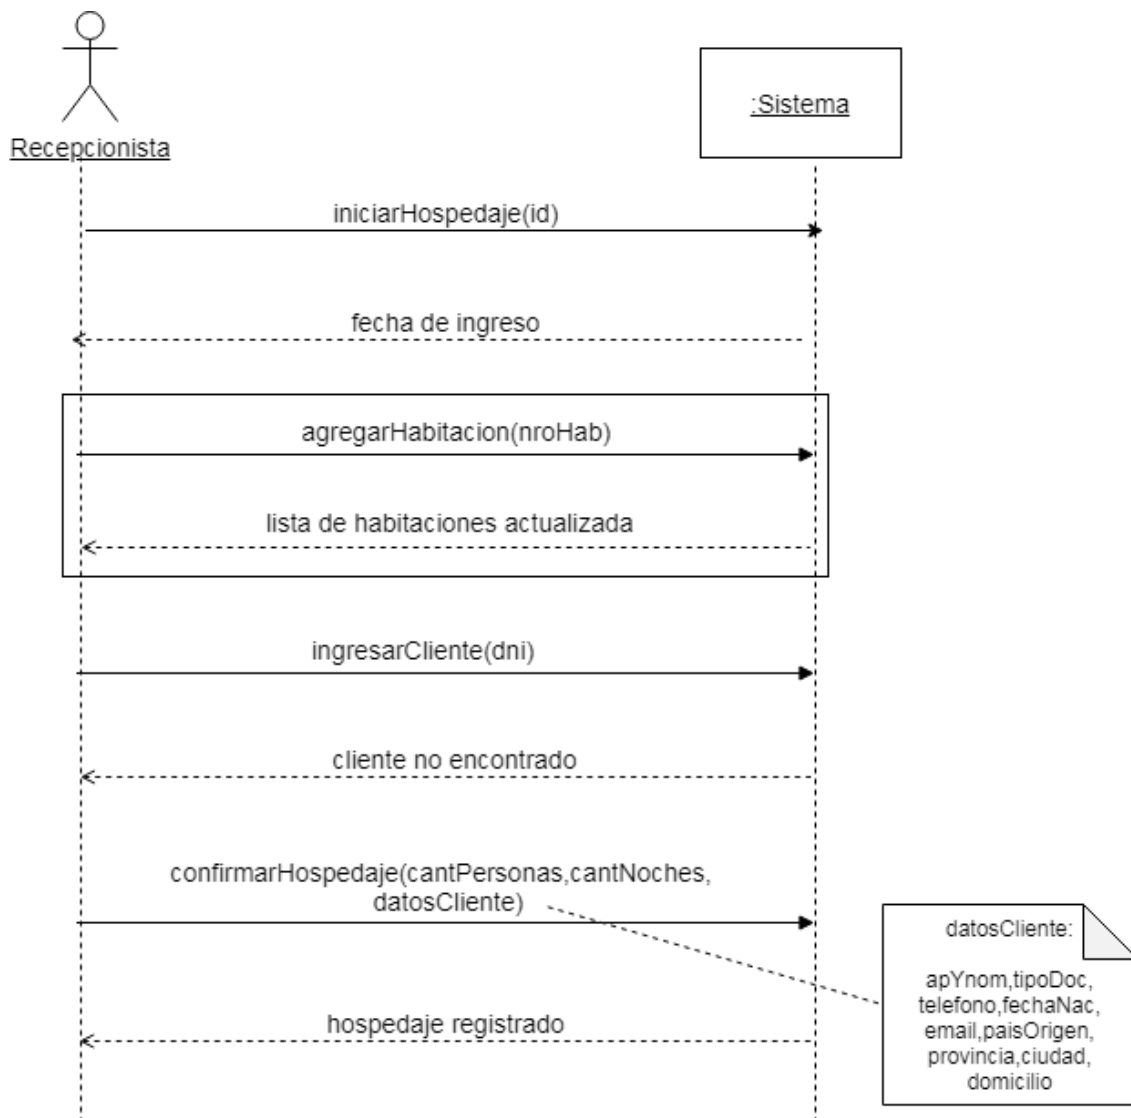 Recepcionista
:Sistema
iniciarHospedaje(id)
fecha de ingreso
agregarHabitacion(nroHab)
lista de habitaciones actualizada
ingresarCliente(dni)
cliente no encontrado
confirmarHospedaje(cantPersonas,cantNoches,
datosCliente)
datosCliente:
apYnom,tipoDoc,
telefono,fechaNac,
email,paisOrigen,
provincia,ciudad,
domicilio
hospedaje registrado